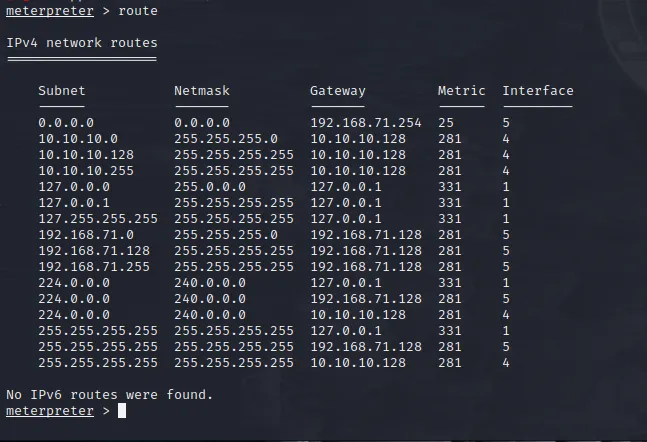 meterpreter > route
IPv4 network routes
Subnet Netmask Gateway Metric Interface
0.0.0.0 0.0.0.0 192.168.71.254 25 5
10.10.10.0 255.255.255.0 10.10.10.128 281 4
10.10.10.128 255.255.255.255 10.10.10.128 281 4
10.10.10.255 255.255.255.255 10.10.10.128 281 4
127.0.0.0 255.0.0.0 127.0.0.1 331 1
127.0.0.1 255.255.255.255 127.0.0.1 331 1
127.255.255.255 255.255.255.255 127.0.0.1 331 1
192.168.71.0 255.255.255.0 192.168.71.128 281 5
192.168.71.128 255.255.255.255 192.168.71.128 281 5
192.168.71.255 255.255.255.255 192.168.71.128 281 5
224.0.0.0 240.0.0.0 127.0.0.1 331 1
224.0.0.0 240.0.0.0 192.168.71.128 281 5
224.0.0.0 240.0.0.0 10.10.10.128 281 4
255.255.255.255 255.255.255.255 127.0.0.1 331 1
255.255.255.255 255.255.255.255 192.168.71.128 281 5
255.255.255.255 255.255.255.255 10.10.10.128 281 4
No IPv6 routes were found.
meterpreter >